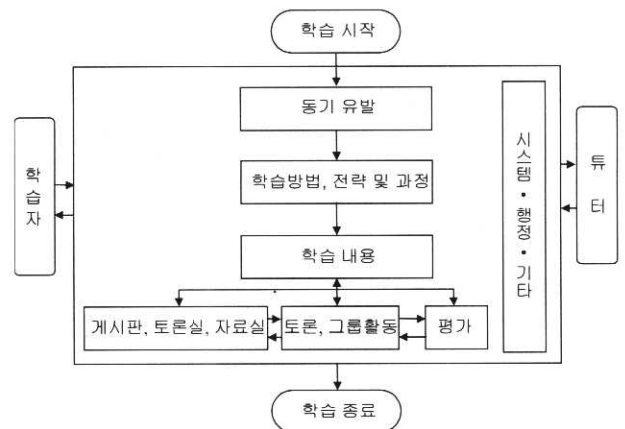 학습 시작
동기 유발
학습방법, 전략 및 과정
학습 내용
게시판, 토론실, 자료실
토론, 그룹활동
평가
학습자
시스템·행정·기타
튜터
학습 종료